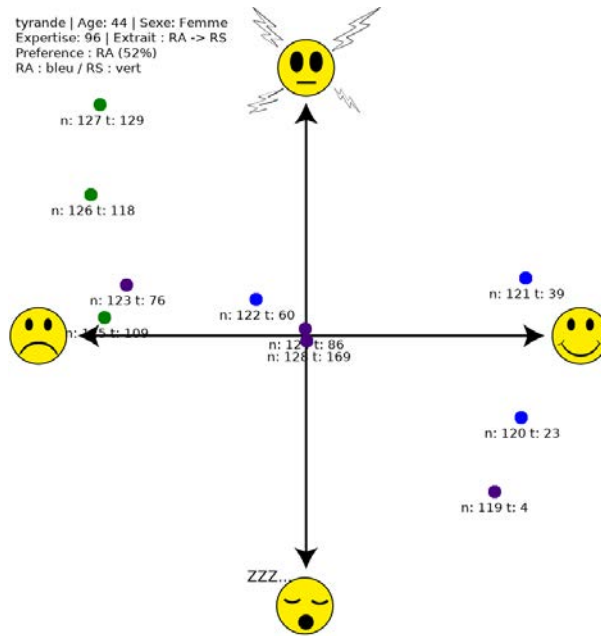 tyrande | Age: 44 | Sexe: Femme
Expertise: 96 | Extrait : RA -> RS
Preference : RA (52%)
RA : bleu / RS : vert
n: 127 t: 129
n: 126 t: 118
n: 123 t: 76
n: 121 t: 39
n: 122 t: 60
t: 109
n: t: 86
n: 128 t: 169
n: 120 t: 23
n: 119 t: 4
ZZZ...